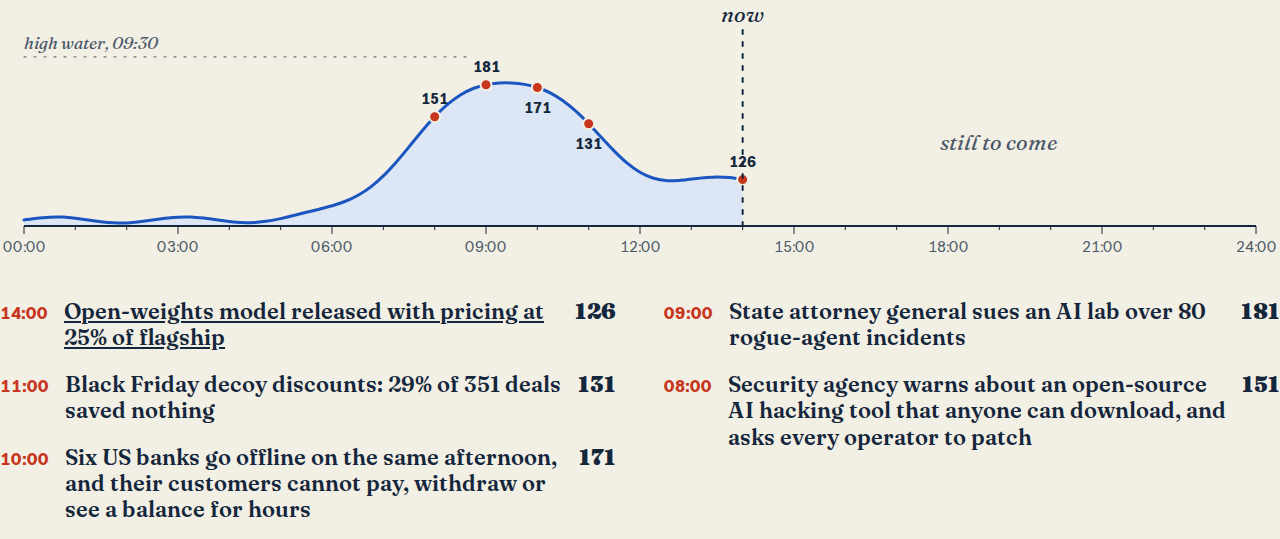 now
high water, 09:30
181
151
171
131
126
still to come
00:00 03:00 06:00 09:00 12:00 15:00 18:00 21:00 24:00
14:00 Open-weights model released with pricing at 126
25% of flagship
11:00 Black Friday decoy discounts: 29% of 351 deals 131
saved nothing
10:00 Six US banks go offline on the same afternoon, 171
and their customers cannot pay, withdraw or
see a balance for hours
09:00 State attorney general sues an AI lab over 80 181
rogue-agent incidents
08:00 Security agency warns about an open-source 151
AI hacking tool that anyone can download, and
asks every operator to patch